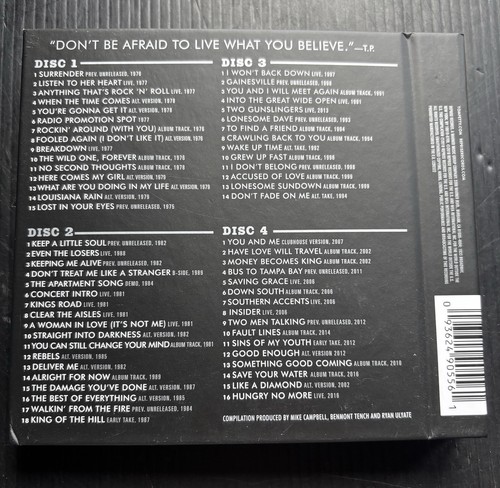 "DON'T BE AFRAID TO LIVE WHAT YOU BELIEVE."—T.P.
DISC 1
1 SURRENDER PREV. UNRELEASED, 1976
2 LISTEN TO HER HEART LIVE, 1977
3 ANYTHING THAT'S ROCK 'N' ROLL LIVE, 1977
4 WHEN THE TIME COMES ALT. VERSION, 1978
5 YOU'RE GONNA GET IT ALT. VERSION, 1978
6 RADIO PROMOTION SPOT 1977
7 ROCKIN' AROUND (WITH YOU) ALBUM TRACK, 1976
8 FOOLED AGAIN (I DON'T LIKE IT) ALT. VERSION, 1976
9 BREAKDOWN LIVE, 1977
10 THE WILD ONE, FOREVER ALBUM TRACK, 1976
11 NO SECOND THOUGHTS ALBUM TRACK, 1978
12 HERE COMES MY GIRL ALT. VERSION, 1979
13 WHAT ARE YOU DOING IN MY LIFE ALT. VERSION, 1979
14 LOUISIANA RAIN ALT. VERSION, 1979
15 LOST IN YOUR EYES PREV. UNRELEASED, 1975
DISC 2
1 KEEP A LITTLE SOUL PREV. UNRELEASED, 1982
2 EVEN THE LOSERS LIVE, 1980
3 KEEPING ME ALIVE PREV. UNRELEASED, 1982
4 DON'T TREAT ME LIKE A STRANGER B-SIDE, 1989
5 THE APARTMENT SONG DEMO, 1984
6 CONCERT INTRO LIVE, 1981
7 KINGS ROAD LIVE, 1981
8 CLEAR THE AISLES LIVE, 1981
9 A WOMAN IN LOVE (IT'S NOT ME) LIVE, 1981
10 STRAIGHT INTO DARKNESS ALT. VERSION, 1982
11 YOU CAN STILL CHANGE YOUR MIND ALBUM TRACK, 1981
12 REBELS ALT. VERSION, 1985
13 DELIVER ME ALT. VERSION, 1982
14 ALRIGHT FOR NOW ALBUM TRACK, 1989
15 THE DAMAGE YOU'VE DONE ALT. VERSION, 1987
16 THE BEST OF EVERYTHING ALT. VERSION, 1985
17 WALKIN' FROM THE FIRE PREV. UNRELEASED, 1984
18 KING OF THE HILL EARLY TAKE, 1987
DISC 3
1 I WON'T BACK DOWN LIVE, 1997
2 GAINESVILLE PREV. UNRELEASED, 1998
3 YOU AND I WILL MEET AGAIN ALBUM TRACK, 1991
4 INTO THE GREAT WIDE OPEN LIVE, 1991
5 TWO GUNSLINGERS LIVE, 2013
6 LONESOME DAVE PREV. UNRELEASED, 1993
7 TO FIND A FRIEND ALBUM TRACK, 1994
8 CRAWLING BACK TO YOU ALBUM TRACK, 1994
9 WAKE UP TIME ALT. TAKE, 1992
10 GREW UP FAST ALBUM TRACK, 1996
11 I DON'T BELONG PREV. UNRELEASED, 1998
12 ACCUSED OF LOVE ALBUM TRACK, 1999
13 LONESOME SUNDOWN ALBUM TRACK, 1999
14 DON'T FADE ON ME ALT. TAKE, 1994
DISC 4
1 YOU AND ME CLUBHOUSE VERSION, 2007
2 HAVE LOVE WILL TRAVEL ALBUM TRACK, 2002
3 MONEY BECOMES KING ALBUM TRACK, 2002
4 BUS TO TAMPA BAY PREV. UNRELEASED, 2011
5 SAVING GRACE LIVE, 2006
6 DOWN SOUTH ALBUM TRACK, 2006
7 SOUTHERN ACCENTS LIVE, 2006
8 INSIDER LIVE, 2006
9 TWO MEN TALKING PREV. UNRELEASED, 2012
10 FAULT LINES ALBUM TRACK, 2014
11 SINS OF MY YOUTH EARLY TAKE, 2012
12 GOOD ENOUGH ALT. VERSION 2012
13 SOMETHING GOOD COMING ALBUM TRACK, 2010
14 SAVE YOUR WATER ALBUM TRACK, 2016
15 LIKE A DIAMOND ALT. VERSION, 2002
16 HUNGRY NO MORE LIVE, 2016
COMPILATION PRODUCED BY MIKE CAMPBELL, BENMONT TENCH AND RYAN ULYATE
0 93624 90556 1